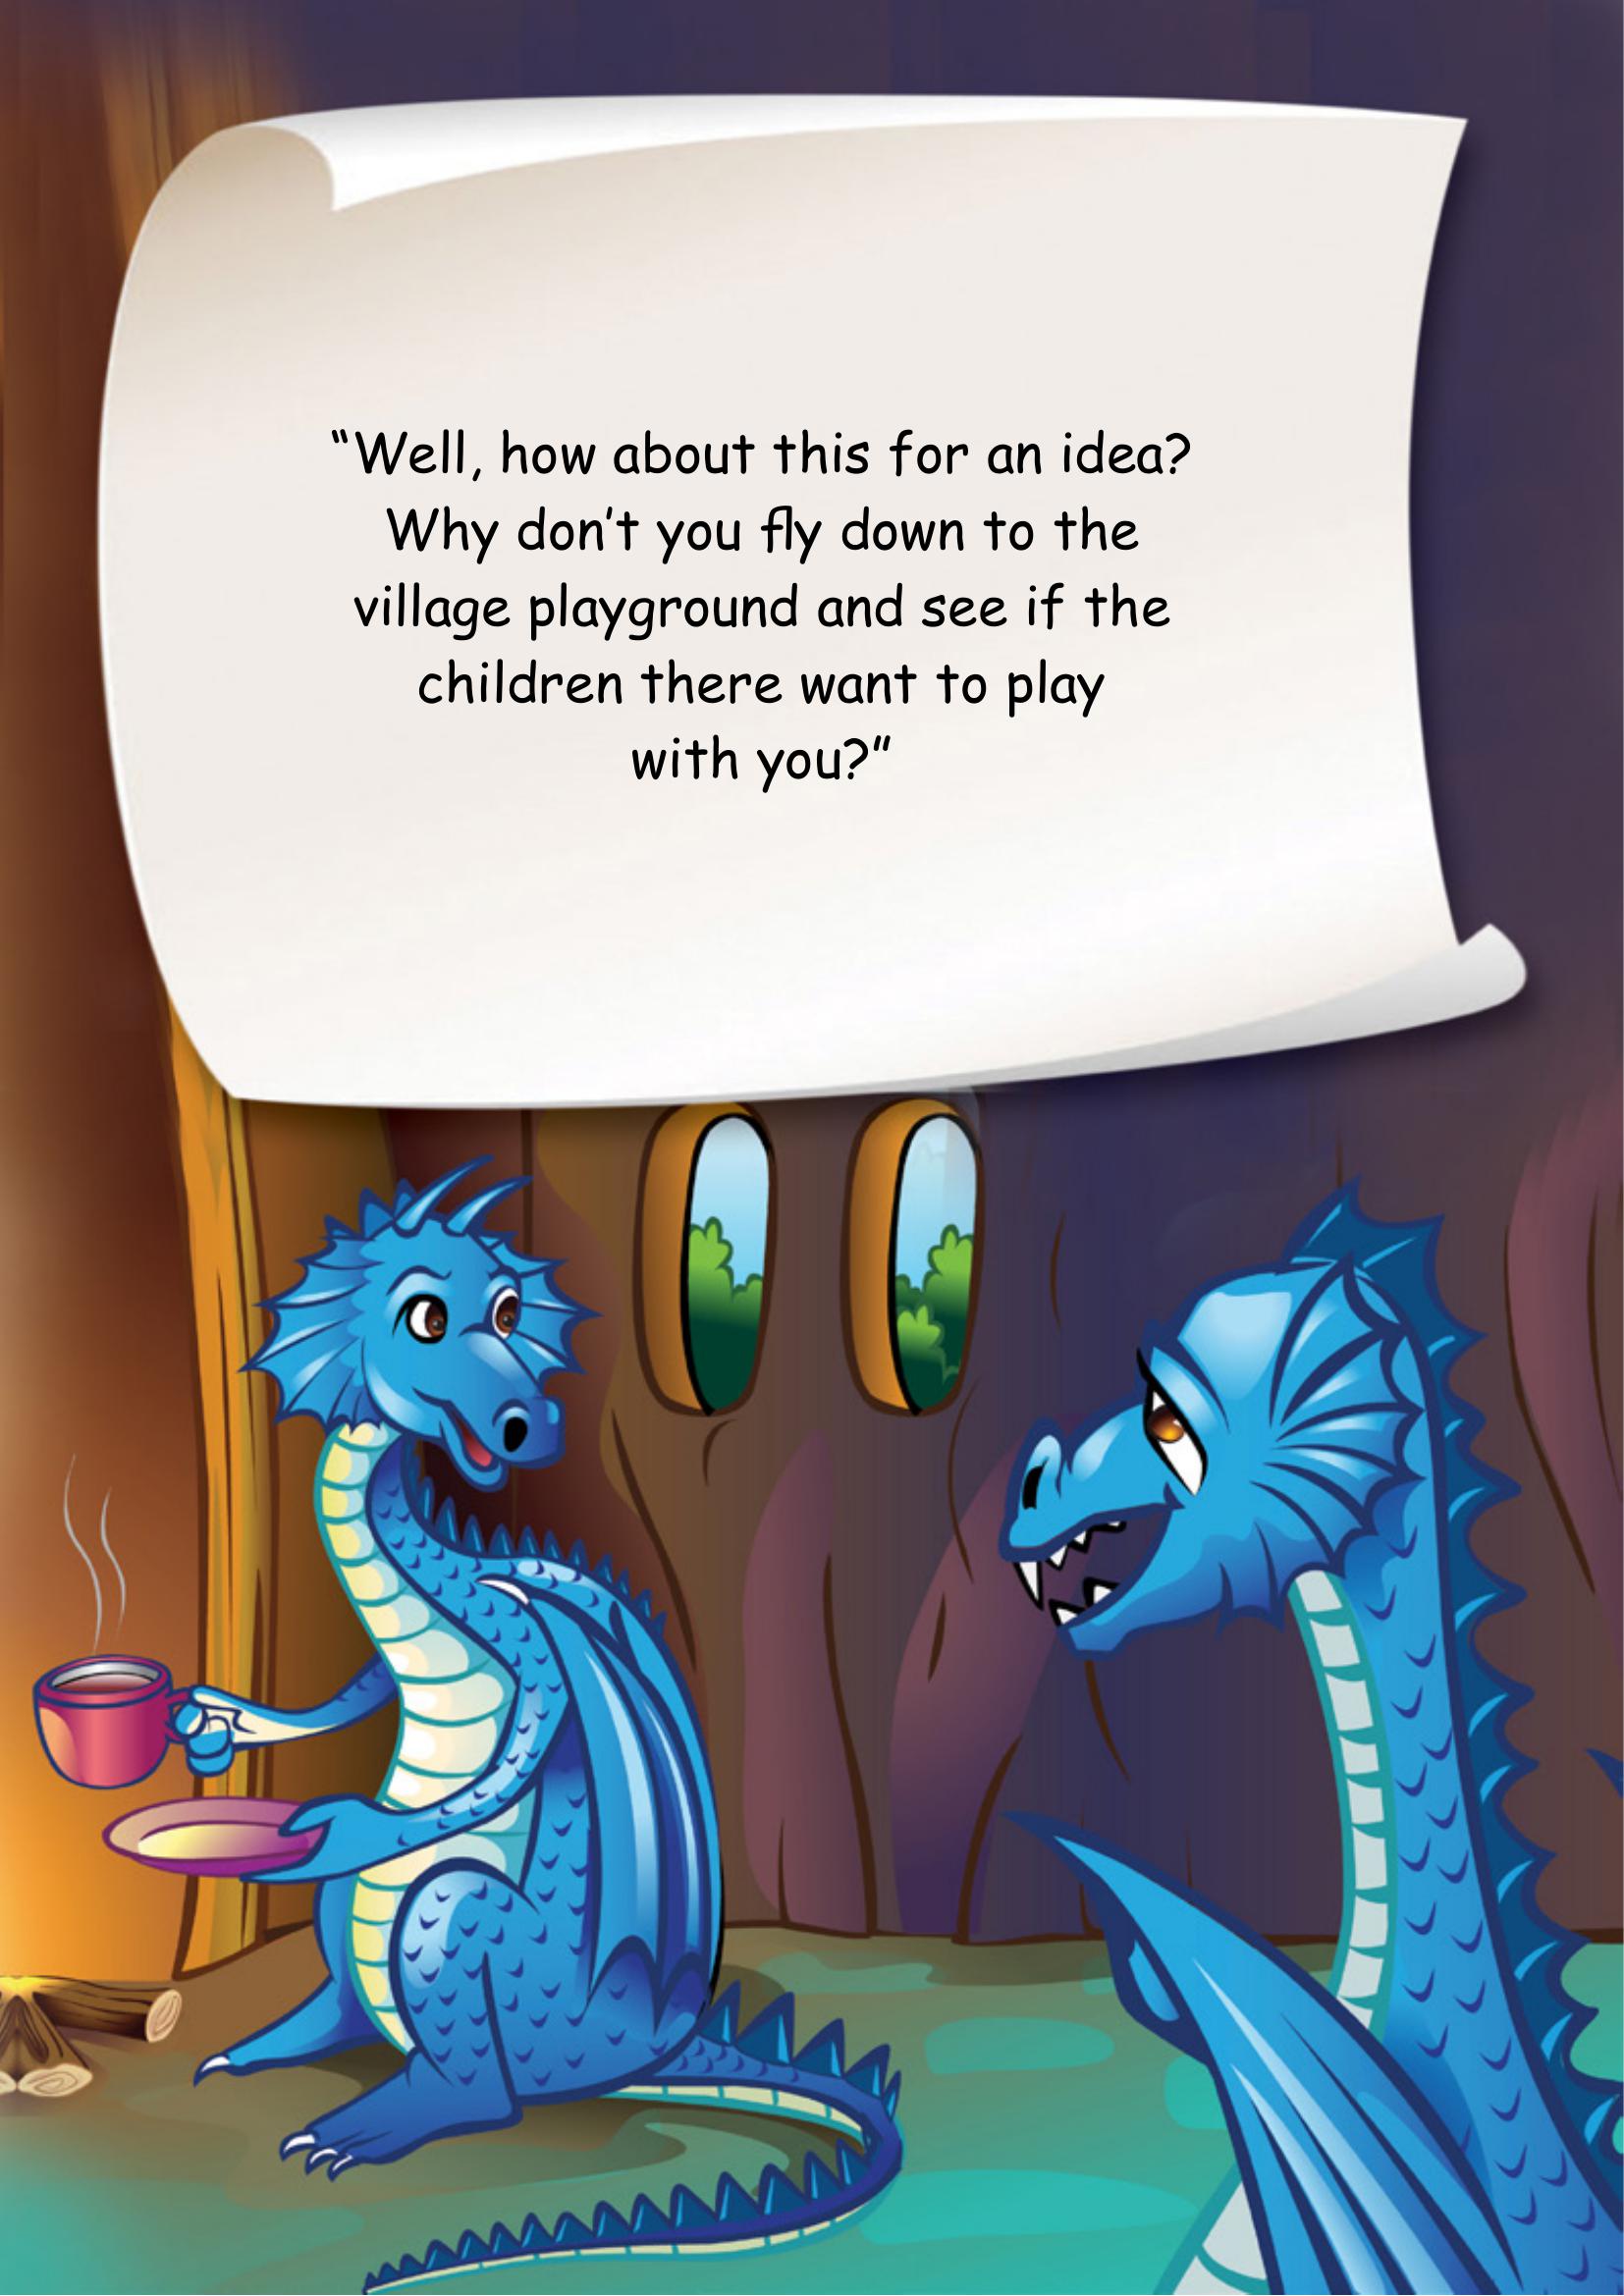 “Well, how about this for an idea?
Why don’t you fly down to the
village playground and see if the
children there want to play
with you?”